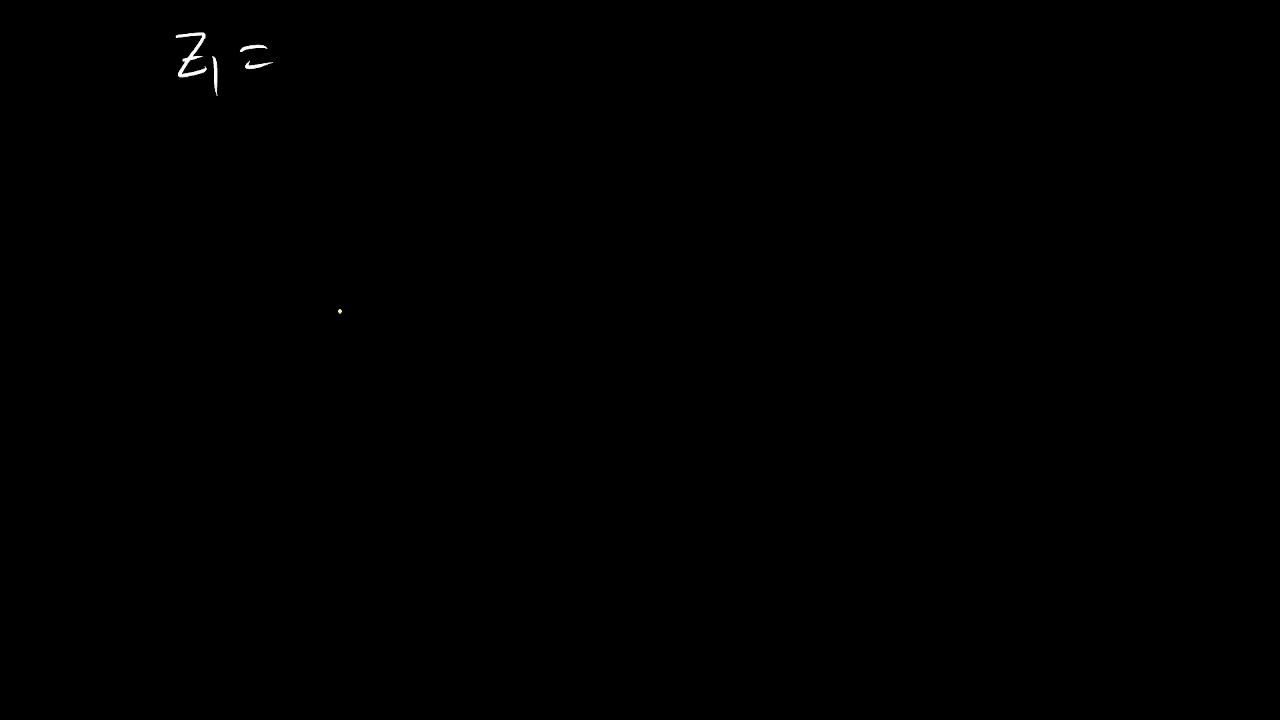 Z₁ =